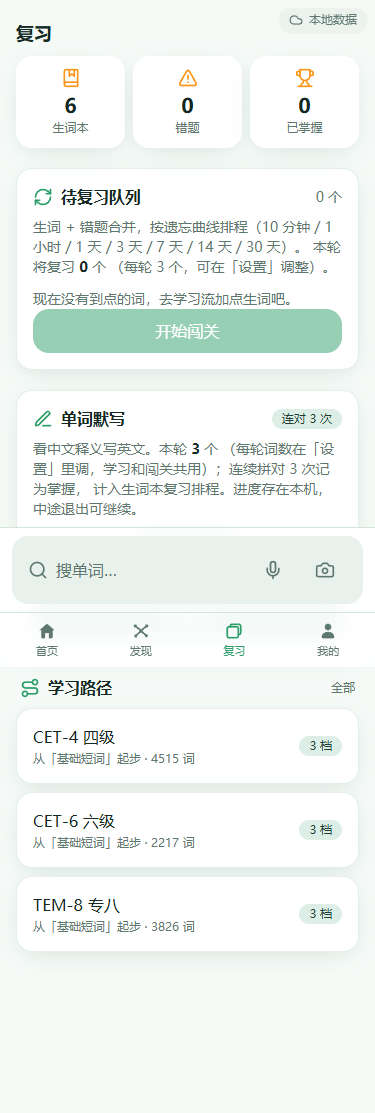 本地数据
复习
6
生词本
0
错题
0
已掌握
待复习队列
0 个
生词 + 错题合并，按遗忘曲线排程（10 分钟 / 1
小时 / 1 天 / 3 天 / 7 天 / 14 天 / 30 天）。 本轮
将复习 0 个 （每轮 3 个，可在「设置」调整）。
现在没有到点的词，去学习流加点生词吧。
开始闯关
单词默写
连对 3 次
看中文释义写英文。本轮 3 个 （每轮词数在「设
置」里调，学习和闯关共用）；连续拼对 3 次记
为掌握， 计入生词本复习排程。进度存在本机，
中途退出可继续。
搜单词...
首页
发现
复习
我的
学习路径
全部
CET-4 四级
从「基础短词」起步 · 4515 词
3 档
CET-6 六级
从「基础短词」起步 · 2217 词
3 档
TEM-8 专八
从「基础短词」起步 · 3826 词
3 档